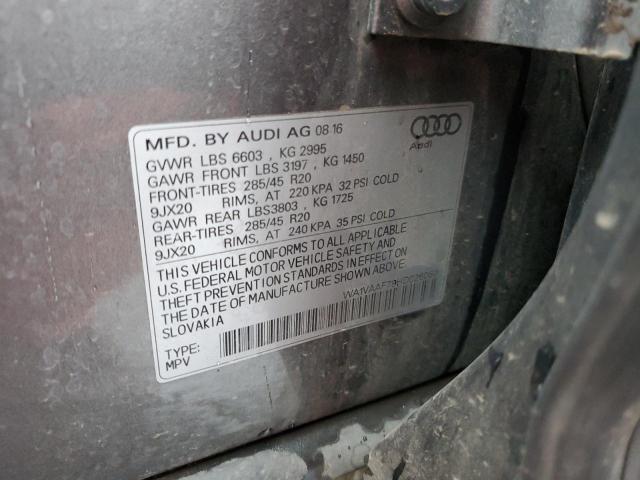 MFD. BY AUDI AG 08 16
GVWR LBS 6603 , KG 2995
GAWR FRONT LBS 3197 , KG 1450
FRONT-TIRES 285/45 R20
9JX20 RIMS, AT 220 KPA 32 PSI COLD
GAWR REAR LBS3803 , KG 1725
REAR-TIRES 285/45 R20
9JX20 RIMS, AT 240 KPA 35 PSI COLD
THIS VEHICLE CONFORMS TO ALL APPLICABLE
U.S. FEDERAL MOTOR VEHICLE SAFETY AND
THEFT PREVENTION STANDARDS IN EFFECT ON
THE DATE OF MANUFACTURE SHOWN ABOVE.
SLOVAKIA
TYPE:
MPV
Audi